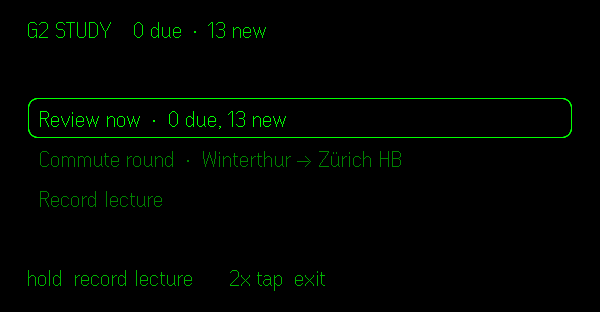 G2 STUDY 0 due · 13 new
Review now · 0 due, 13 new
Commute round · Winterthur → Zürich HB
Record lecture
hold record lecture 2x tap exit